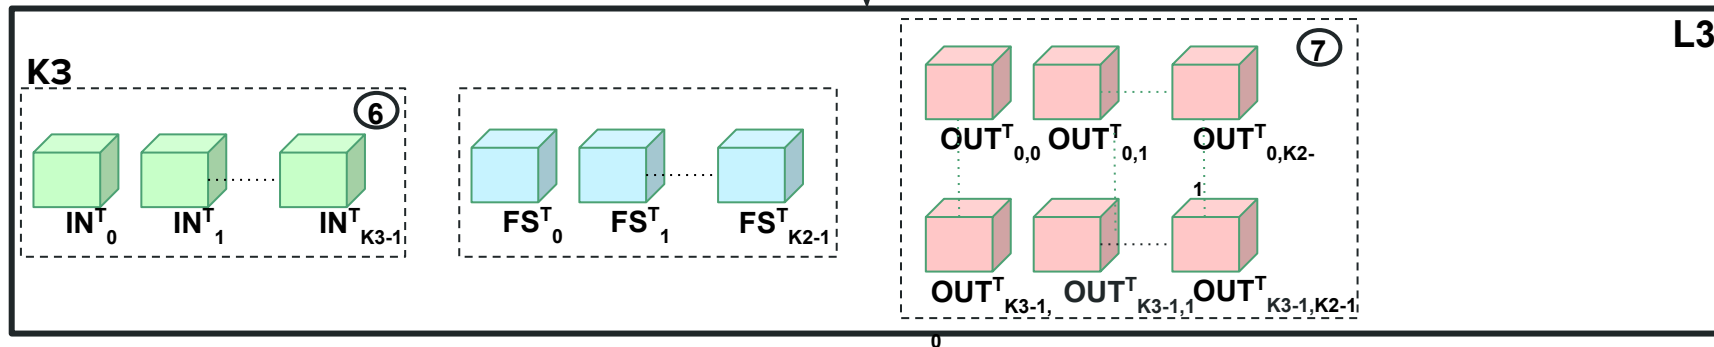 L3
K3
6
7
IN^T_0 IN^T_1 IN^T_K3-1
FS^T_0 FS^T_1 FS^T_K2-1
OUT^T_0,0 OUT^T_0,1 OUT^T_0,K2-
1
OUT^T_K3-1, OUT^T_K3-1,1 OUT^T_K3-1,K2-1
0